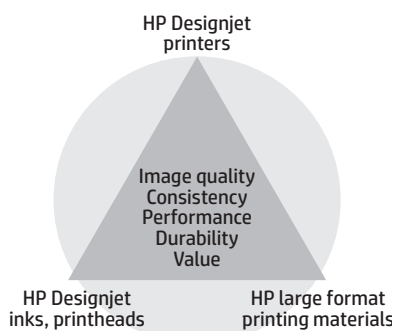 HP Designjet
printers
Image quality
Consistency
Performance
Durability
Value
HP Designjet
inks, printheads
HP large format
printing materials